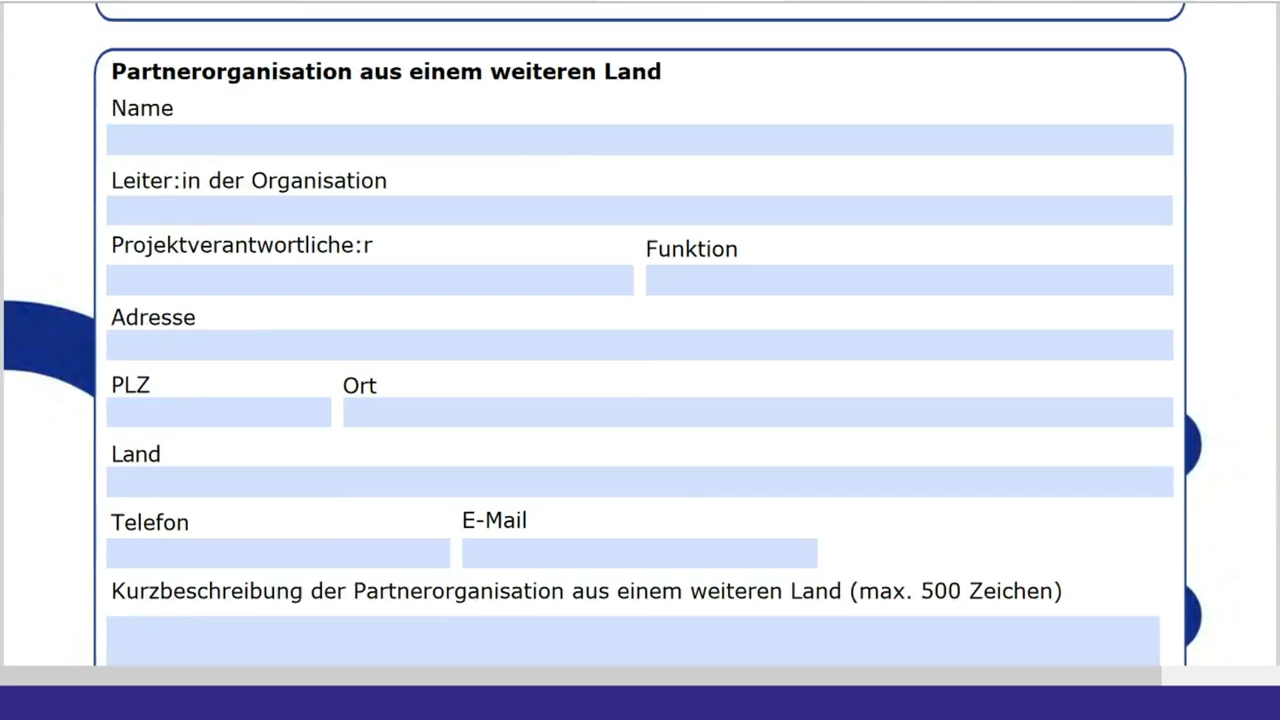 Partnerorganisation aus einem weiteren Land
Name
Leiter:in der Organisation
Projektverantwortliche:r Funktion
Adresse
PLZ Ort
Land
Telefon E-Mail
Kurzbeschreibung der Partnerorganisation aus einem weiteren Land (max. 500 Zeichen)